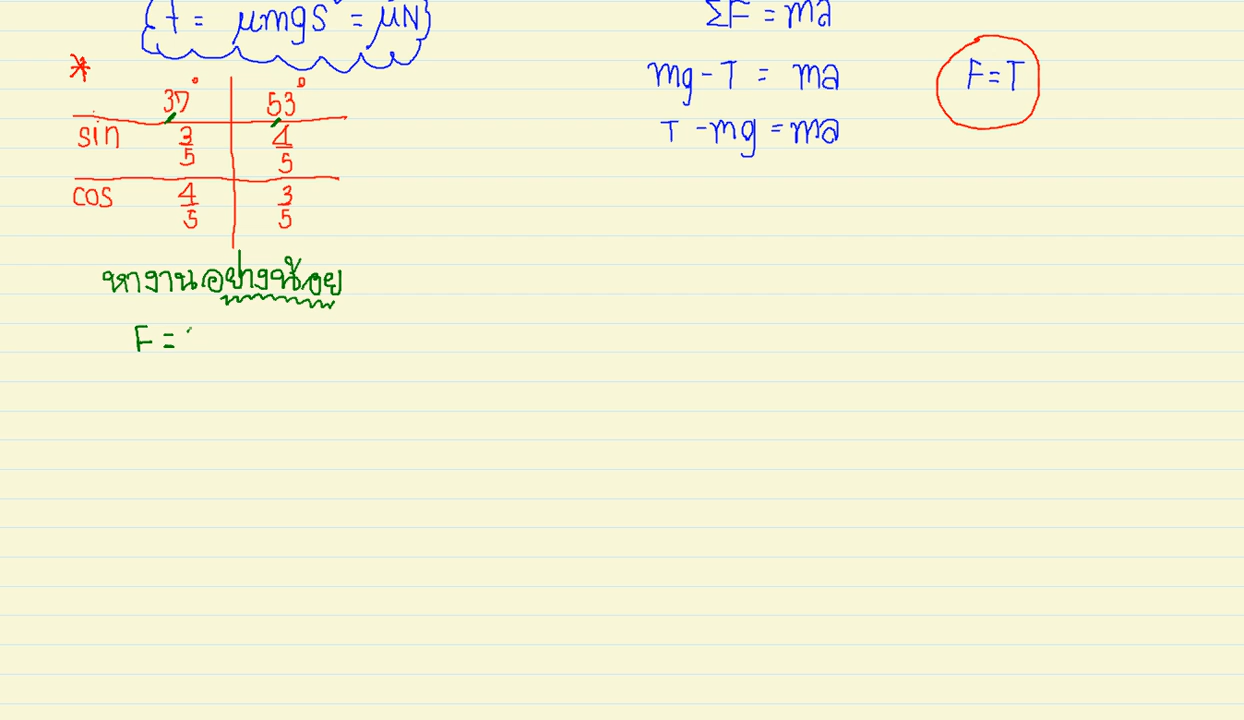 f = μmgs = μN
ΣF = ma
mg - T = ma
T - mg = ma
F = T
*
37° 53°
sin 3/5 4/5
cos 4/5 3/5
หางานอย่างน้อย
F =